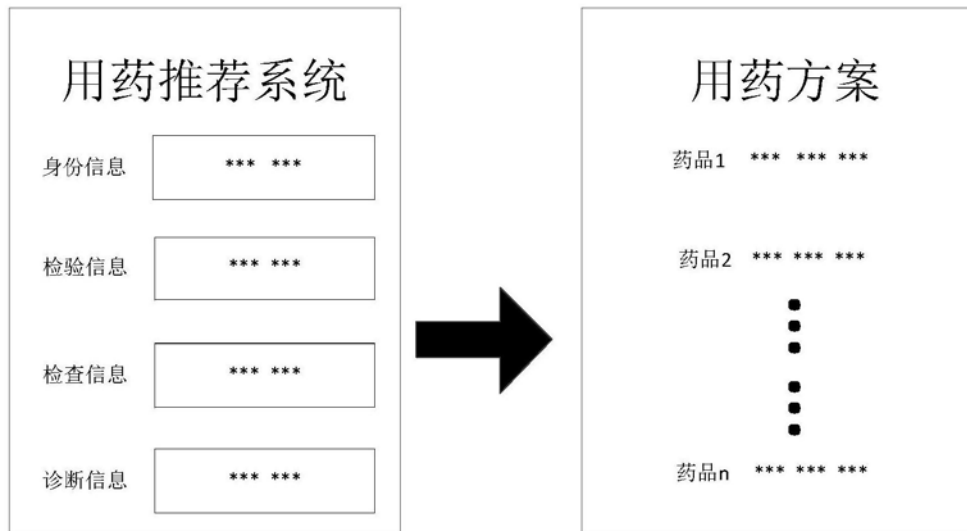 用药推荐系统
身份信息 *** ***
检验信息 *** ***
检查信息 *** ***
诊断信息 *** ***
用药方案
药品1 *** *** ***
药品2 *** *** ***
药品n *** *** ***